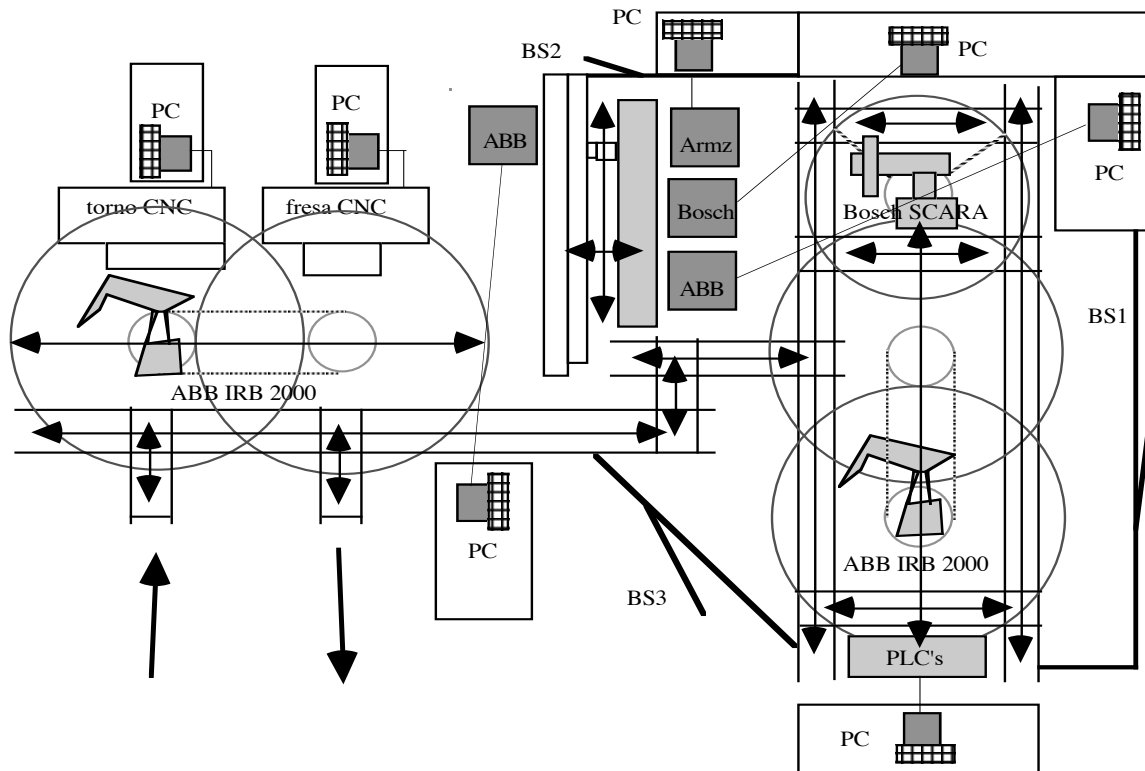 PC
PC
BS2
BS1
BS3
PC
PC
PC
ABB
Armz
PC
torno CNC
fresa CNC
Bosch
Bosch SCARA
ABB
ABB IRB 2000
ABB IRB 2000
PC
PLC's
PC